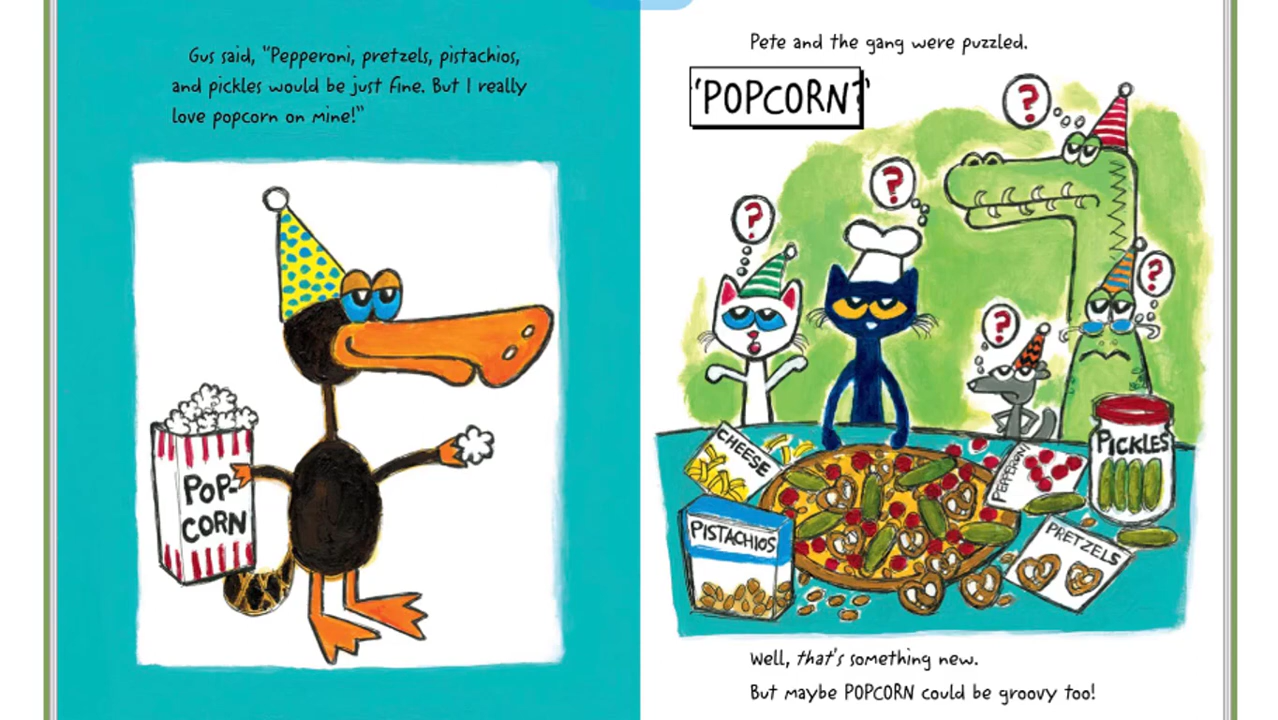 Gus said, "Pepperoni, pretzels, pistachios,
and pickles would be just fine. But I really
love popcorn on mine!"
POP-
CORN
Pete and the gang were puzzled.
'POPCORN?'
?
?
?
?
?
CHEESE
PISTACHIOS
PEPPERONI
PICKLES
PRETZELS
Well, that's something new.
But maybe POPCORN could be groovy too!